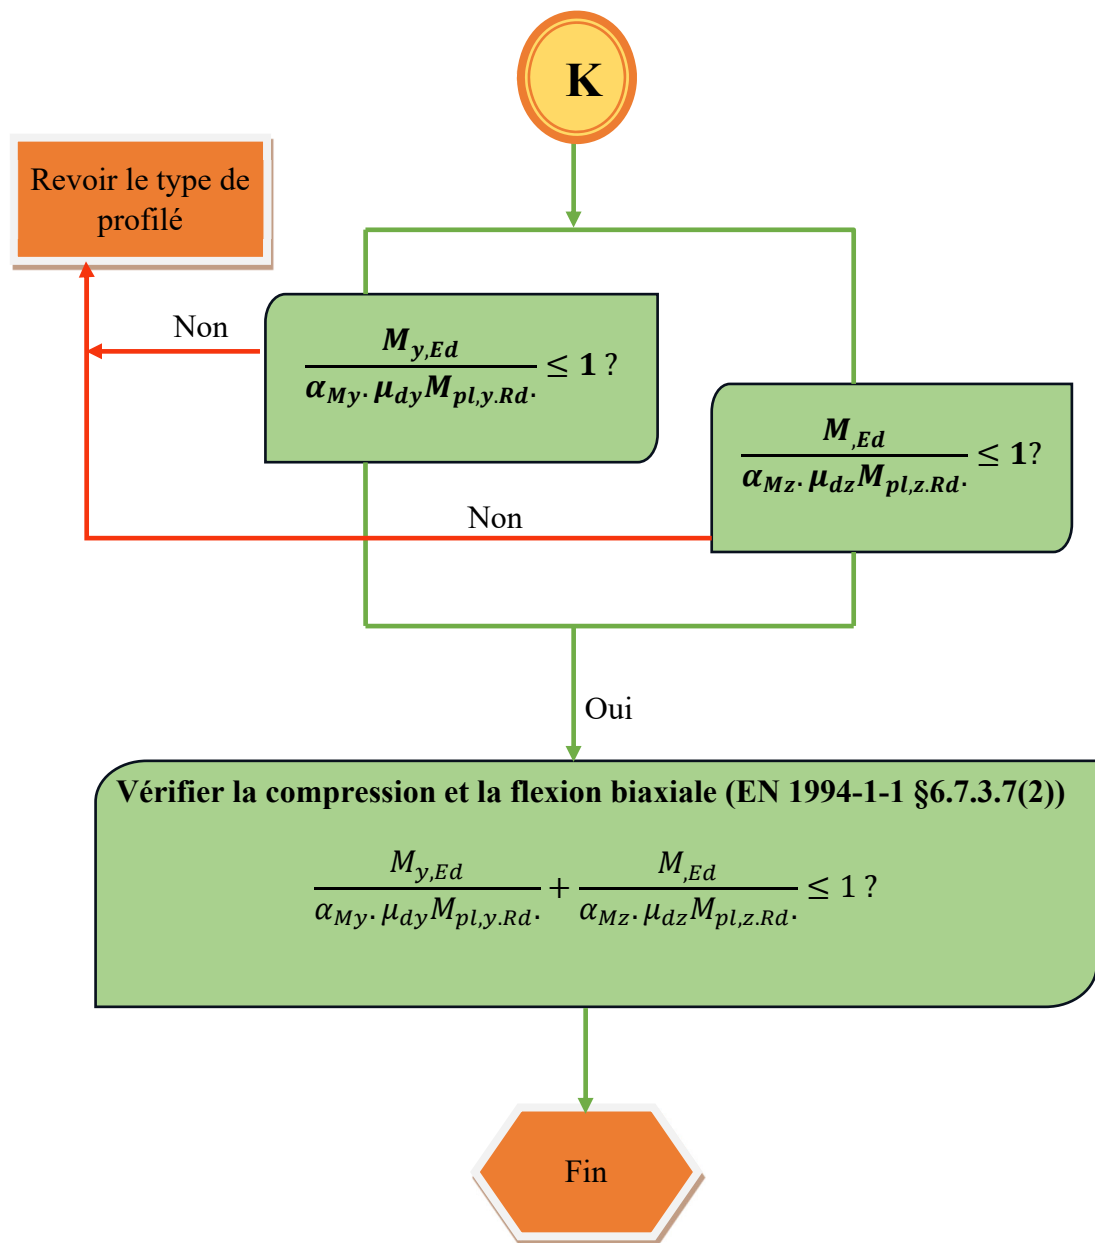 K
Revoir le type de
profilé
Non
M_{y,Ed} / α_{My}. μ_{dy} M_{pl,y.Rd}. ≤ 1 ?
M_{,Ed} / α_{Mz}. μ_{dz} M_{pl,z.Rd}. ≤ 1?
Non
Oui
Vérifier la compression et la flexion biaxiale (EN 1994-1-1 §6.7.3.7(2))
M_{y,Ed} / α_{My}. μ_{dy} M_{pl,y.Rd}. + M_{,Ed} / α_{Mz}. μ_{dz} M_{pl,z.Rd}. ≤ 1 ?
Fin